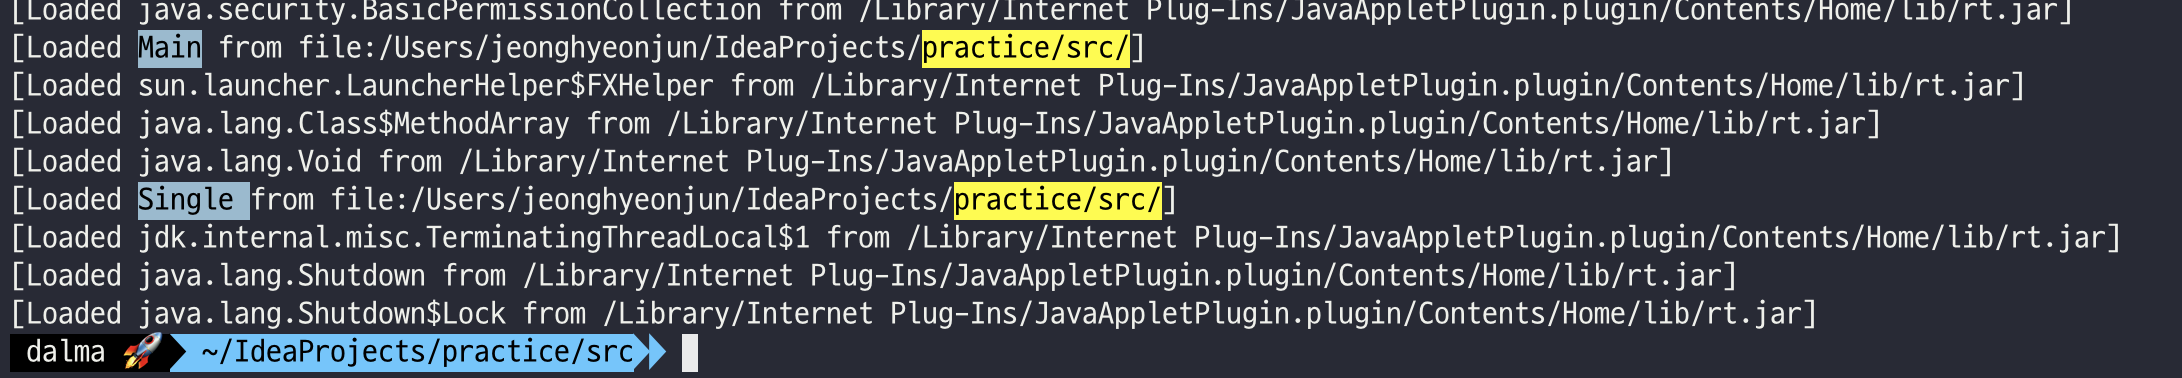 [Loaded java.security.BasicPermissionCollection from /Library/Internet Plug-Ins/JavaAppletPlugin.plugin/Contents/Home/lib/rt.jar]
[Loaded Main from file:/Users/jeonghyeonjun/IdeaProjects/practice/src/]
[Loaded sun.launcher.LauncherHelper$FXHelper from /Library/Internet Plug-Ins/JavaAppletPlugin.plugin/Contents/Home/lib/rt.jar]
[Loaded java.lang.Class$MethodArray from /Library/Internet Plug-Ins/JavaAppletPlugin.plugin/Contents/Home/lib/rt.jar]
[Loaded java.lang.Void from /Library/Internet Plug-Ins/JavaAppletPlugin.plugin/Contents/Home/lib/rt.jar]
[Loaded Single from file:/Users/jeonghyeonjun/IdeaProjects/practice/src/]
[Loaded jdk.internal.misc.TerminatingThreadLocal$1 from /Library/Internet Plug-Ins/JavaAppletPlugin.plugin/Contents/Home/lib/rt.jar]
[Loaded java.lang.Shutdown from /Library/Internet Plug-Ins/JavaAppletPlugin.plugin/Contents/Home/lib/rt.jar]
[Loaded java.lang.Shutdown$Lock from /Library/Internet Plug-Ins/JavaAppletPlugin.plugin/Contents/Home/lib/rt.jar]
dalma 🚀 ~/IdeaProjects/practice/src